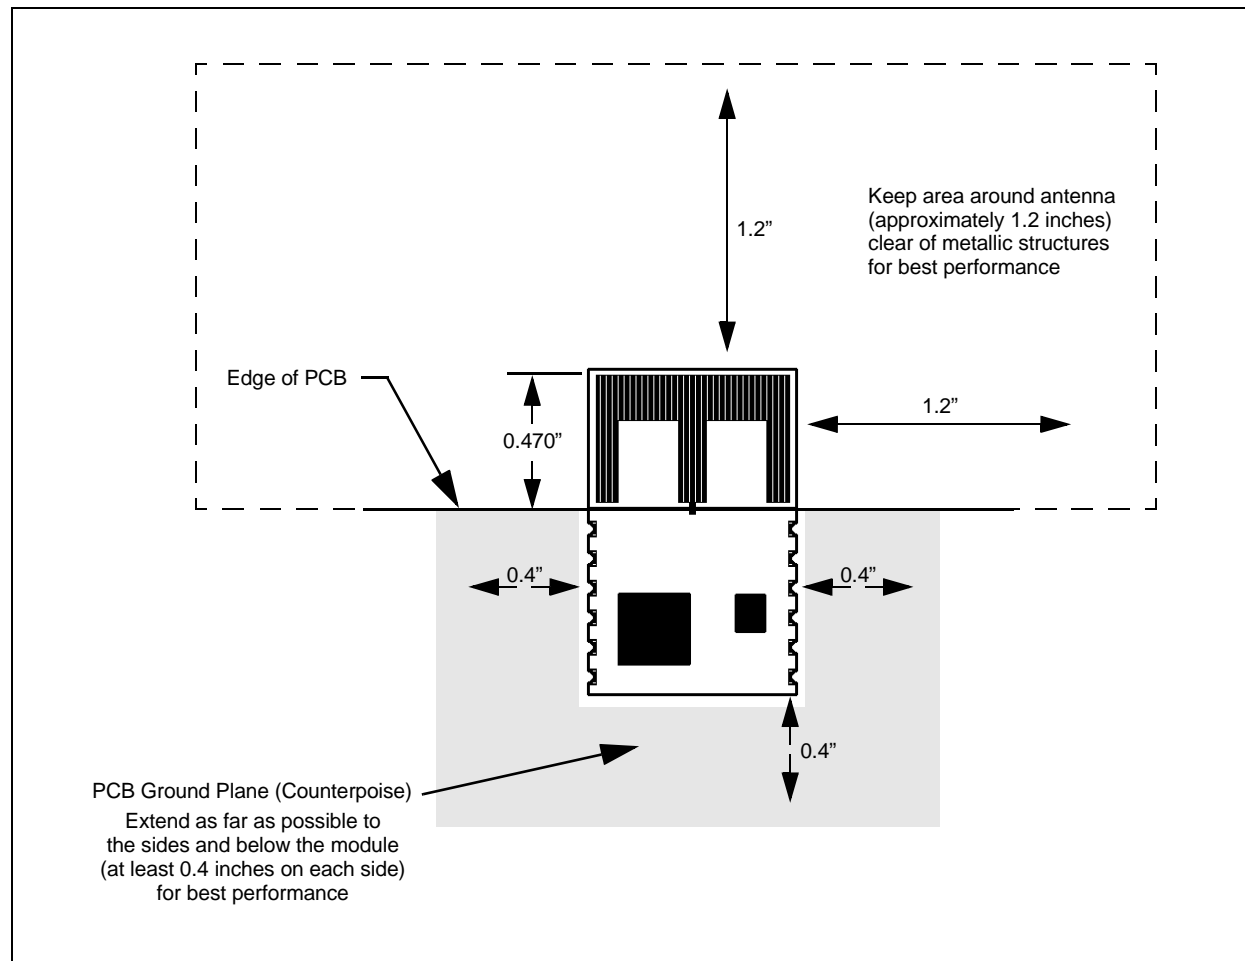 1.2”
Keep area around antenna
(approximately 1.2 inches)
clear of metallic structures
for best performance
Edge of PCB
0.470”
1.2”
0.4”
0.4”
0.4”
PCB Ground Plane (Counterpoise)
Extend as far as possible to
the sides and below the module
(at least 0.4 inches on each side)
for best performance